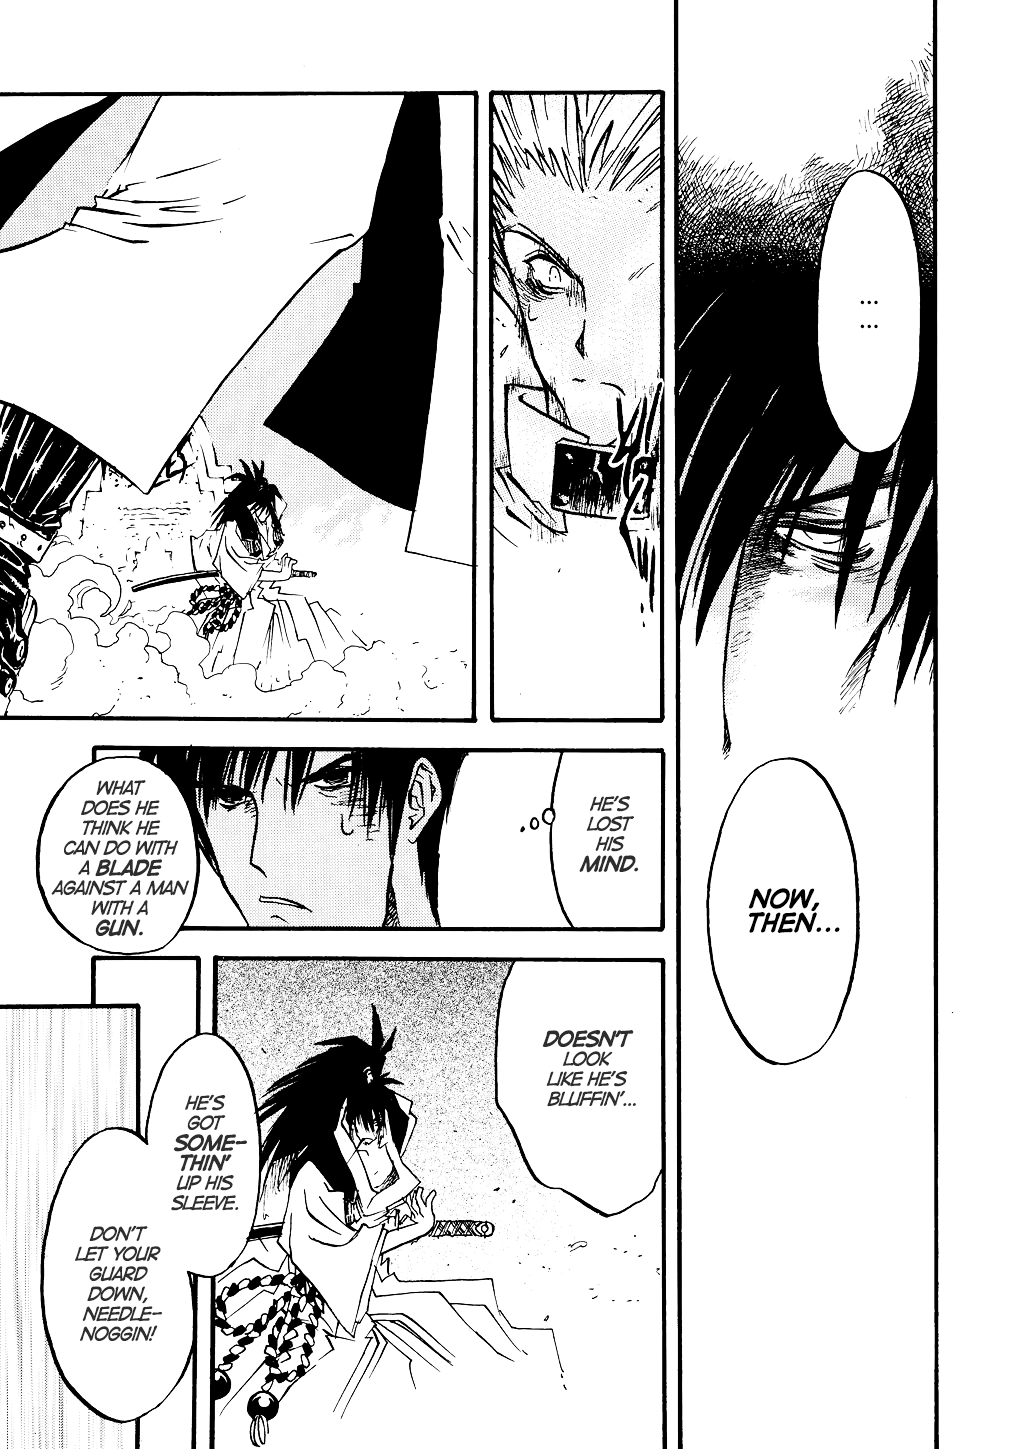 ...
...
NOW,
THEN...
HE'S
LOST
HIS
MIND.
WHAT
DOES HE
THINK HE
CAN DO WITH
A BLADE
AGAINST A MAN
WITH A
GUN.
DOESN'T
LOOK
LIKE HE'S
BLUFFIN'...
HE'S
GOT
SOME-
THIN'
UP HIS
SLEEVE.
DON'T
LET YOUR
GUARD
DOWN,
NEEDLE-
NOGGIN!